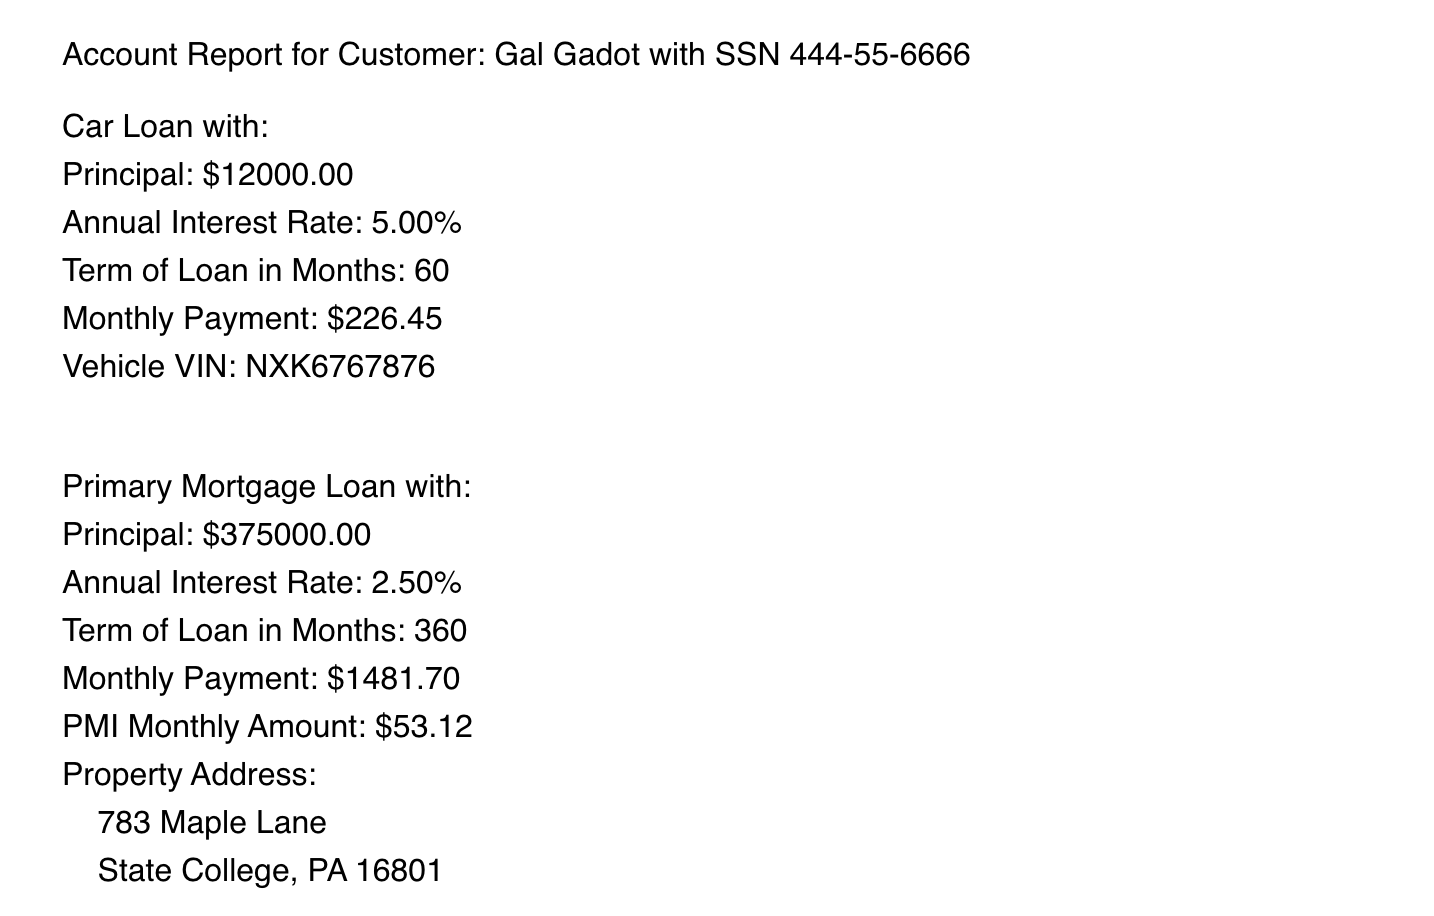 Account Report for Customer: Gal Gadot with SSN 444-55-6666
Car Loan with:
Principal: $12000.00
Annual Interest Rate: 5.00%
Term of Loan in Months: 60
Monthly Payment: $226.45
Vehicle VIN: NXK6767876
Primary Mortgage Loan with:
Principal: $375000.00
Annual Interest Rate: 2.50%
Term of Loan in Months: 360
Monthly Payment: $1481.70
PMI Monthly Amount: $53.12
Property Address:
783 Maple Lane
State College, PA 16801